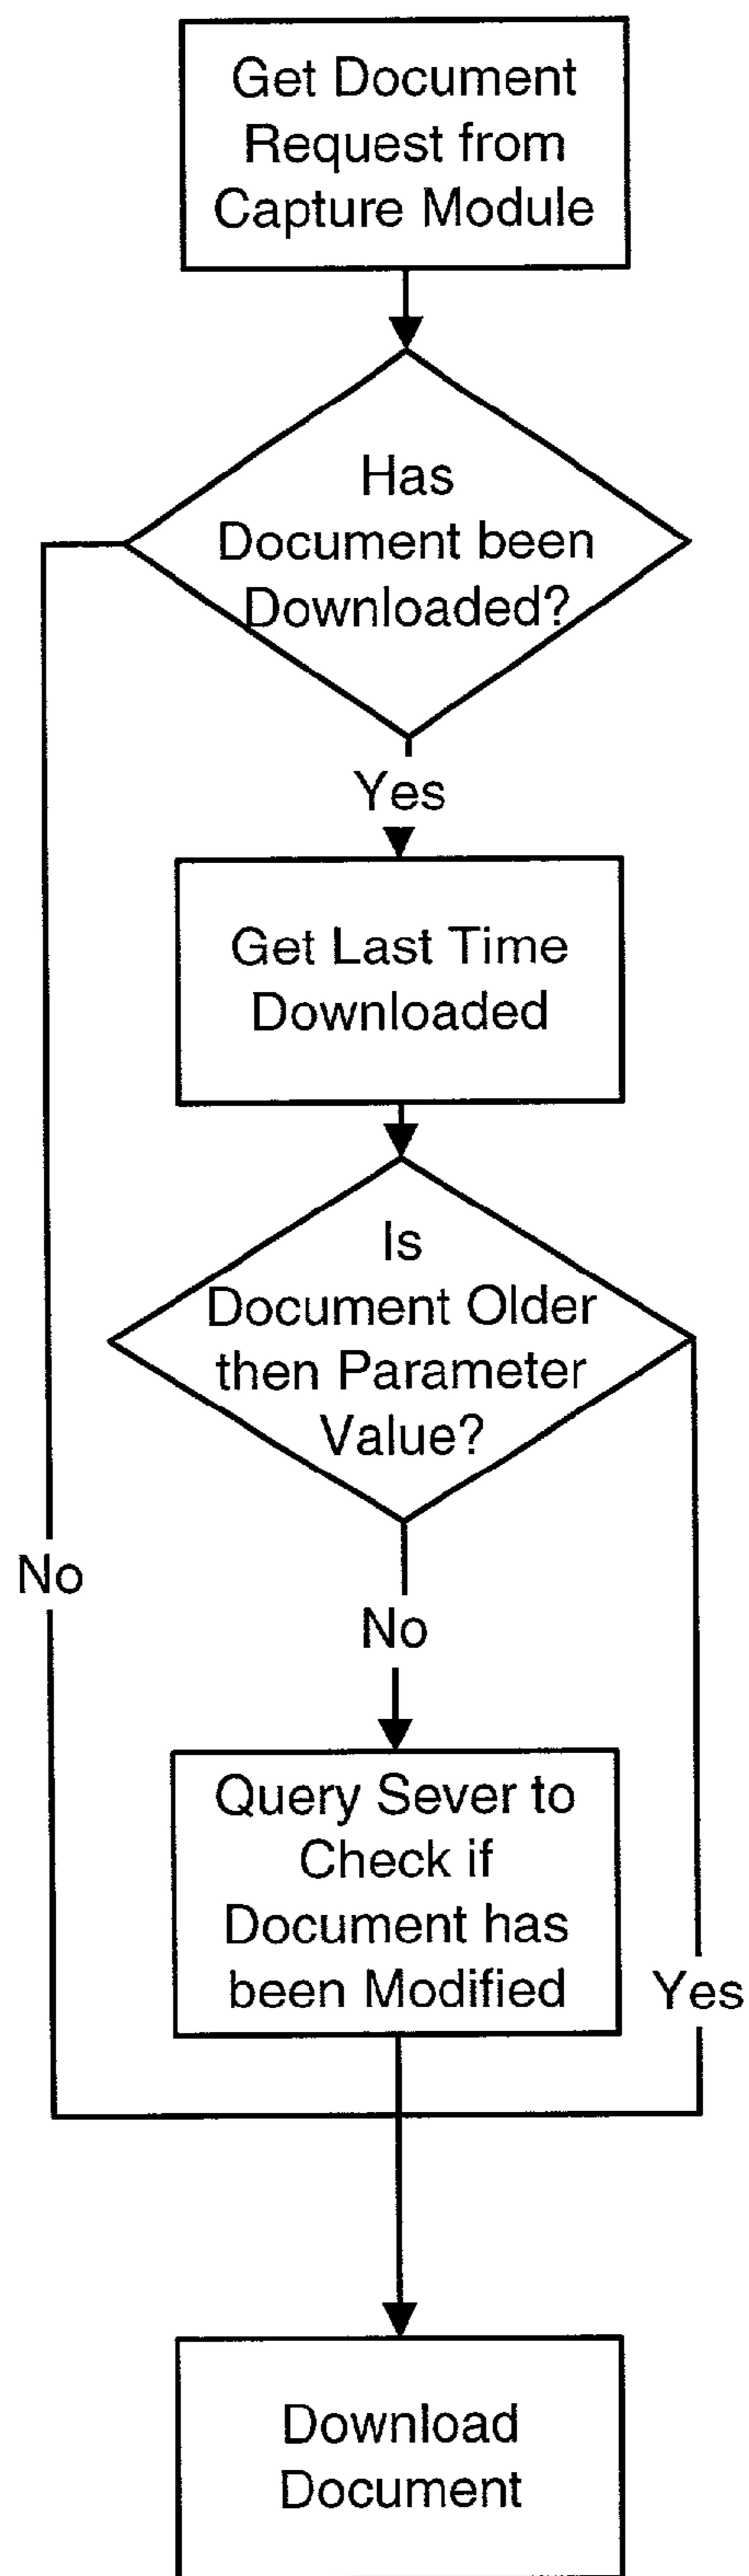 Get Document
Request from
Capture Module
Has
Document been
Downloaded?
Yes
Get Last Time
Downloaded
Is
Document Older
then Parameter
Value?
No
No
Query Sever to
Check if
Document has
been Modified
Yes
Download
Document